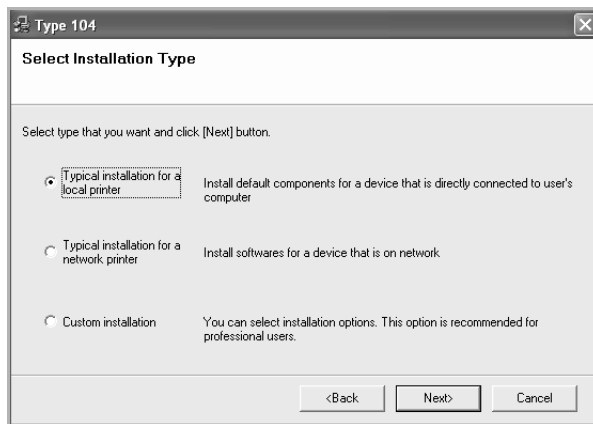 Type 104
Select Installation Type
Select type that you want and click [Next] button.
Typical installation for a
local printer
Install default components for a device that is directly connected to user's
computer
Typical installation for a
network printer
Install softwares for a device that is on network
Custom installation
You can select installation options. This option is recommended for
professional users.
<Back
Next>
Cancel